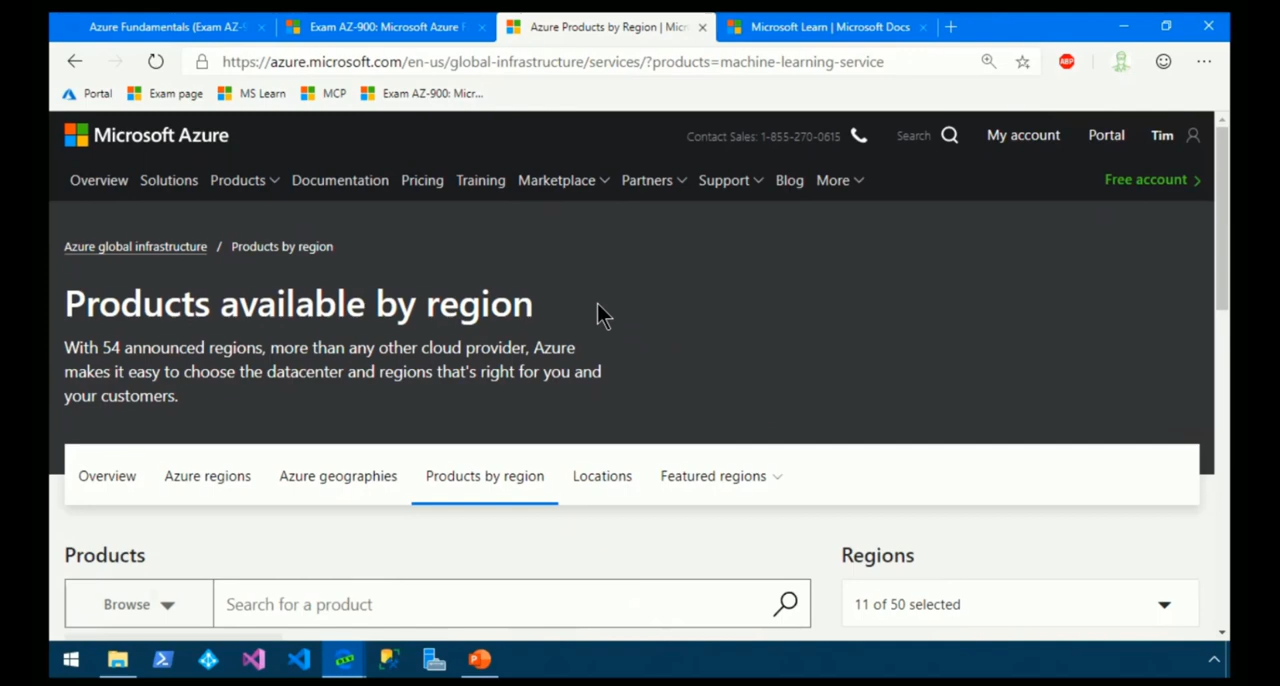 Azure Fundamentals (Exam AZ-
Exam AZ-900: Microsoft Azure F
Azure Products by Region | Micr
Microsoft Learn | Microsoft Docs
https://azure.microsoft.com/en-us/global-infrastructure/services/?products=machine-learning-service
ABP
Portal
Exam page
MS Learn
MCP
Exam AZ-900: Micr...
Microsoft Azure
Contact Sales: 1-855-270-0615
Search
My account
Portal
Tim
Overview
Solutions
Products
Documentation
Pricing
Training
Marketplace
Partners
Support
Blog
More
Free account
Azure global infrastructure / Products by region
Products available by region
With 54 announced regions, more than any other cloud provider, Azure
makes it easy to choose the datacenter and regions that's right for you and
your customers.
Overview
Azure regions
Azure geographies
Products by region
Locations
Featured regions
Products
Regions
Browse
Search for a product
11 of 50 selected